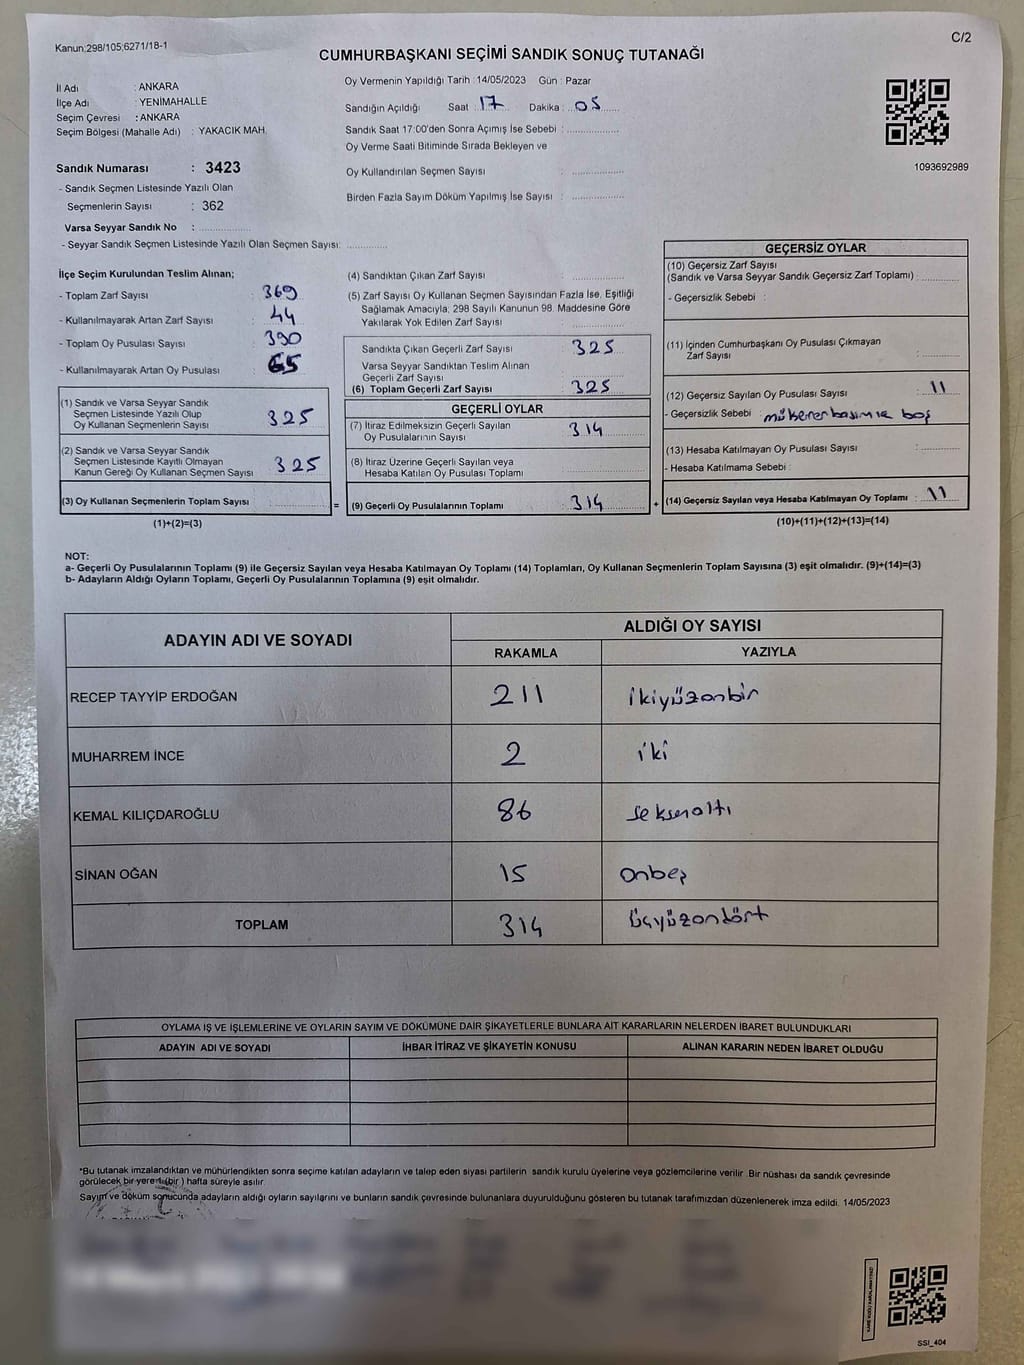 Kanun:298/105;6271/18-1
C/2
CUMHURBAŞKANI SEÇİMİ SANDIK SONUÇ TUTANAĞI
İl Adı : ANKARA
İlçe Adı : YENİMAHALLE
Seçim Çevresi : ANKARA
Seçim Bölgesi (Mahalle Adı) : YAKACIK MAH.
Sandık Numarası : 3423
- Sandık Seçmen Listesinde Yazılı Olan
Seçmenlerin Sayısı : 362
Varsa Seyyar Sandık No :
- Seyyar Sandık Seçmen Listesinde Yazılı Olan Seçmen Sayısı:
Oy Vermenin Yapıldığı Tarih : 14/05/2023 Gün : Pazar
Sandığın Açıldığı Saat : 17 Dakika : 05
Sandık Saat 17:00'den Sonra Açımış İse Sebebi :
Oy Verme Saati Bitiminde Sırada Bekleyen ve
Oy Kullandırılan Seçmen Sayısı :
Birden Fazla Sayım Döküm Yapılmış İse Sayısı :
1093692989
İlçe Seçim Kurulundan Teslim Alınan;
- Toplam Zarf Sayısı : 369
- Kullanılmayarak Artan Zarf Sayısı : 44
- Toplam Oy Pusulası Sayısı : 390
- Kullanılmayarak Artan Oy Pusulası : 65
(1) Sandık ve Varsa Seyyar Sandık
Seçmen Listesinde Yazılı Olup
Oy Kullanan Seçmenlerin Sayısı : 325
(2) Sandık ve Varsa Seyyar Sandık
Seçmen Listesinde Kayıtlı Olmayan
Kanun Gereği Oy Kullanan Seçmen Sayısı : 325
(3) Oy Kullanan Seçmenlerin Toplam Sayısı :
(1)+(2)=(3)
(4) Sandıktan Çıkan Zarf Sayısı :
(5) Zarf Sayısı Oy Kullanan Seçmen Sayısından Fazla İse, Eşitliği
Sağlamak Amacıyla; 298 Sayılı Kanunun 98. Maddesine Göre
Yakılarak Yok Edilen Zarf Sayısı :
Sandıkta Çıkan Geçerli Zarf Sayısı : 325
Varsa Seyyar Sandıktan Teslim Alınan
Geçerli Zarf Sayısı :
(6) Toplam Geçerli Zarf Sayısı : 325
GEÇERLİ OYLAR
(7) İtiraz Edilmeksizin Geçerli Sayılan
Oy Pusulalarının Sayısı : 314
(8) İtiraz Üzerine Geçerli Sayılan veya
Hesaba Katılan Oy Pusulası Toplamı :
= (9) Geçerli Oy Pusulalarının Toplamı : 314 +
GEÇERSİZ OYLAR
(10) Geçersiz Zarf Sayısı
(Sandık ve Varsa Seyyar Sandık Geçersiz Zarf Toplamı) :
- Geçersizlik Sebebi :
(11) İçinden Cumhurbaşkanı Oy Pusulası Çıkmayan
Zarf Sayısı :
(12) Geçersiz Sayılan Oy Pusulası Sayısı : 11
- Geçersizlik Sebebi : mükerrer basım ve boş
(13) Hesaba Katılmayan Oy Pusulası Sayısı :
- Hesaba Katılmama Sebebi :
(14) Geçersiz Sayılan veya Hesaba Katılmayan Oy Toplamı : 11
(10)+(11)+(12)+(13)=(14)
NOT:
a- Geçerli Oy Pusulalarının Toplamı (9) ile Geçersiz Sayılan veya Hesaba Katılmayan Oy Toplamı (14) Toplamları, Oy Kullanan Seçmenlerin Toplam Sayısına (3) eşit olmalıdır. (9)+(14)=(3)
b- Adayların Aldığı Oyların Toplamı, Geçerli Oy Pusulalarının Toplamına (9) eşit olmalıdır.
ADAYIN ADI VE SOYADI ALDIĞI OY SAYISI
RAKAMLA YAZIYLA
RECEP TAYYİP ERDOĞAN 211 ikiyüzonbir
MUHARREM İNCE 2 iki
KEMAL KILIÇDAROĞLU 86 seksenaltı
SİNAN OĞAN 15 onbeş
TOPLAM 314 üçyüzondört
OYLAMA İŞ VE İŞLEMLERİNE VE OYLARIN SAYIM VE DÖKÜMÜNE DAİR ŞİKAYETLERLE BUNLARA AİT KARARLARIN NELERDEN İBARET BULUNDUKLARI
ADAYIN ADI VE SOYADI İHBAR İTİRAZ VE ŞİKAYETİN KONUSU ALINAN KARARIN NEDEN İBARET OLDUĞU
*Bu tutanak imzalandıktan ve mühürlendikten sonra seçime katılan adayların ve talep eden siyasi partilerin sandık kurulu üyelerine veya gözlemcilerine verilir. Bir nüshası da sandık çevresinde
görülecek bir yere 1 (bir) hafta süreyle asılır.
Sayım ve döküm sonucunda adayların aldığı oyların sayılarını ve bunların sandık çevresinde bulunanlara duyurulduğunu gösteren bu tutanak tarafımızdan düzenlenerek imza edildi. 14/05/2023
SSI_404